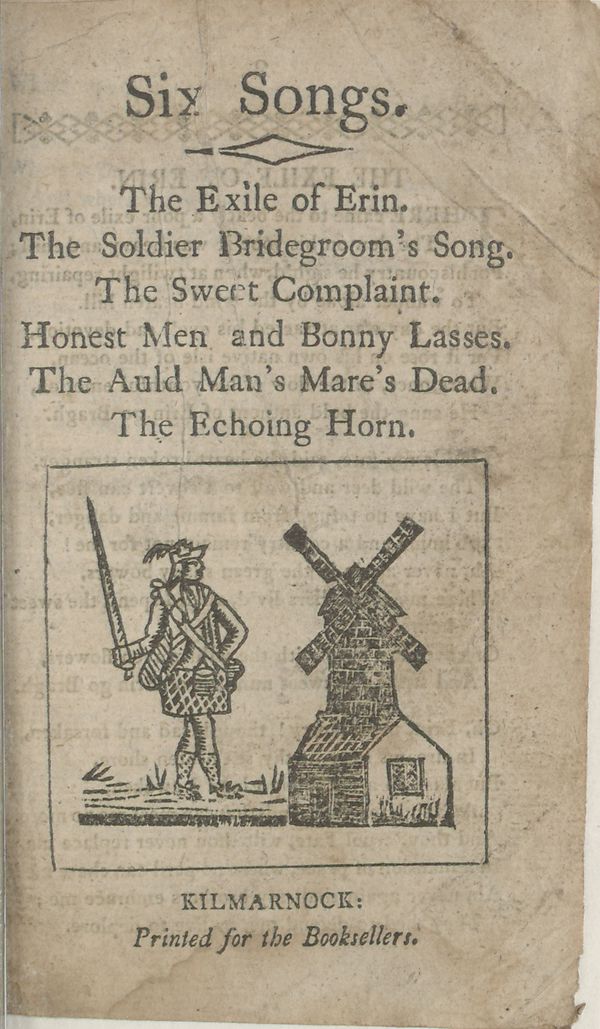 Six Songs.
The Exile of Erin.
The Soldier Bridegroom's Song.
The Sweet Complaint.
Honest Men and Bonny Lasses.
The Auld Man's Mare's Dead.
The Echoing Horn.
KILMARNOCK:
Printed for the Booksellers.